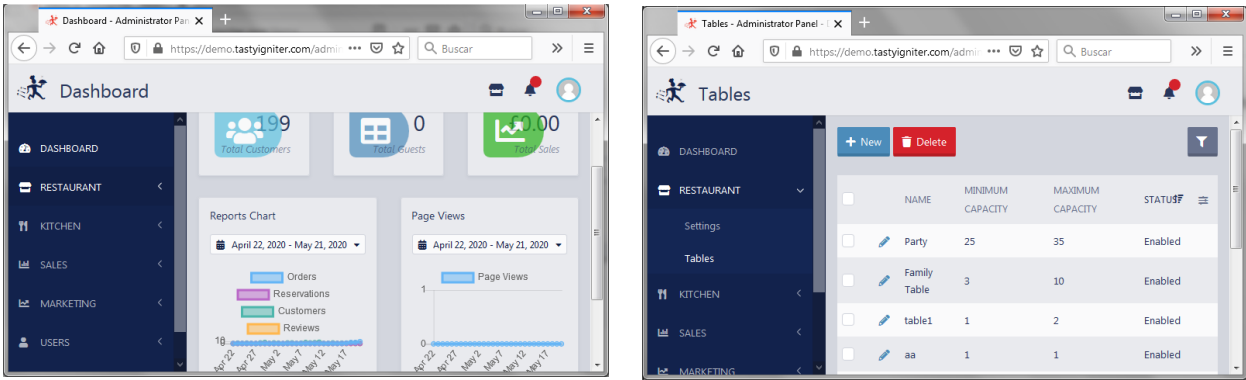 Dashboard - Administrator Pan
https://demo.tastyigniter.com/admir
Buscar
Dashboard
DASHBOARD
RESTAURANT
KITCHEN
SALES
MARKETING
USERS
199
Total Customers
0
Total Guests
£0.00
Total Sales
Reports Chart
April 22, 2020 - May 21, 2020
Orders
Reservations
Customers
Reviews
Apr 22
Apr 27
May 2
May 7
May 12
May 17
Page Views
April 22, 2020 - May 21, 2020
Page Views
1
0
Apr 22
Apr 27
May 2
May 7
May 12
May 17
Tables - Administrator Panel -
https://demo.tastyigniter.com/admir
Buscar
Tables
DASHBOARD
RESTAURANT
Settings
Tables
KITCHEN
SALES
MARKETING
New
Delete
NAME MINIMUM CAPACITY MAXIMUM CAPACITY STATUS
Party 25 35 Enabled
Family Table 3 10 Enabled
table1 1 2 Enabled
aa 1 1 Enabled